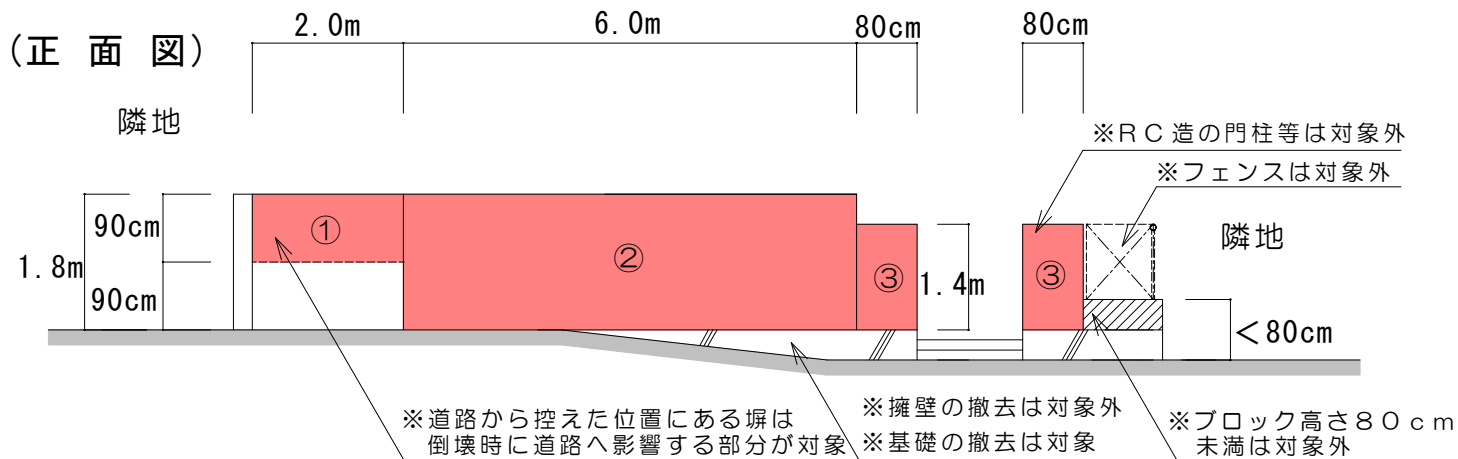 (正 面 図)
2.0m
6.0m
80cm
80cm
隣地
※RC造の門柱等は対象外
※フェンスは対象外
隣地
90cm
①
1.8m
②
③
1.4m
③
90cm
<80cm
※道路から控えた位置にある塀は
倒壊時に道路へ影響する部分が対象
※擁壁の撤去は対象外
※基礎の撤去は対象
※ブロック高さ80cm
未満は対象外